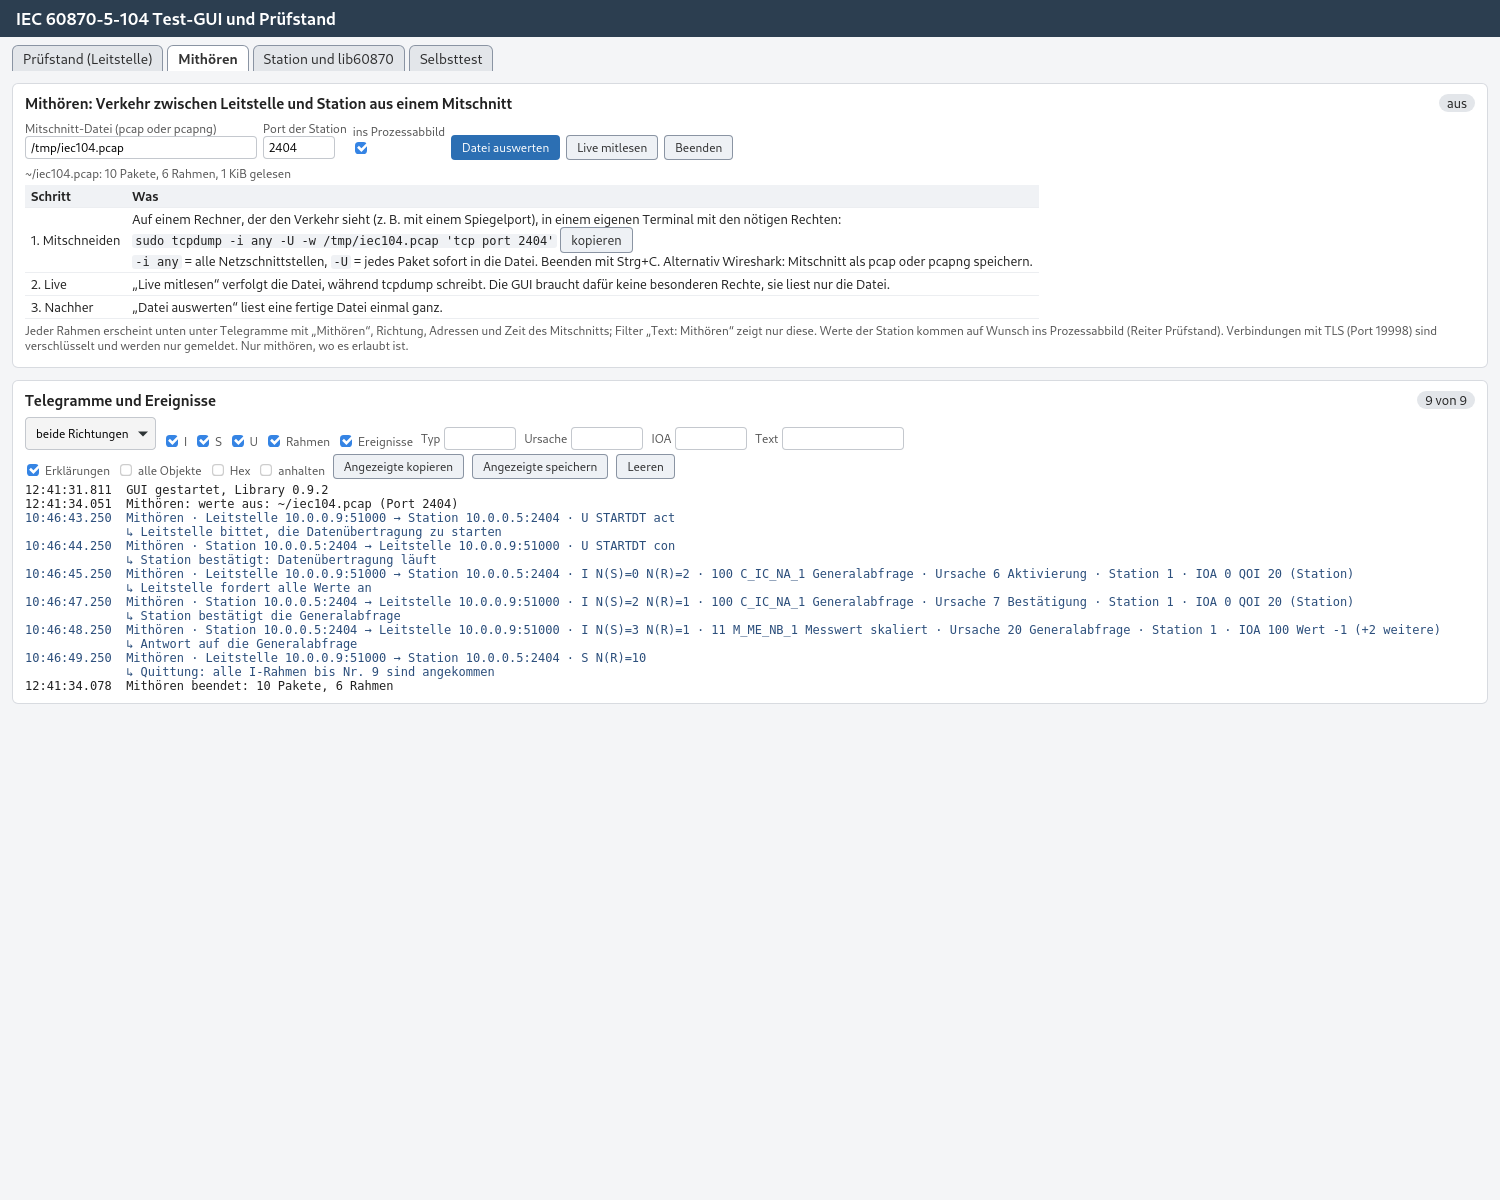 IEC 60870-5-104 Test-GUI und Prüfstand
Prüfstand (Leitstelle) Mithören Station und lib60870 Selbsttest
Mithören: Verkehr zwischen Leitstelle und Station aus einem Mitschnitt aus
Mitschnitt-Datei (pcap oder pcapng) Port der Station ins Prozessabbild
/tmp/iec104.pcap 2404 Datei auswerten Live mitlesen Beenden
~/iec104.pcap: 10 Pakete, 6 Rahmen, 1 KiB gelesen
Schritt Was
Auf einem Rechner, der den Verkehr sieht (z. B. mit einem Spiegelport), in einem eigenen Terminal mit den nötigen Rechten:
1. Mitschneiden sudo tcpdump -i any -U -w /tmp/iec104.pcap 'tcp port 2404' kopieren
-i any = alle Netzschnittstellen, -U = jedes Paket sofort in die Datei. Beenden mit Strg+C. Alternativ Wireshark: Mitschnitt als pcap oder pcapng speichern.
2. Live „Live mitlesen“ verfolgt die Datei, während tcpdump schreibt. Die GUI braucht dafür keine besonderen Rechte, sie liest nur die Datei.
3. Nachher „Datei auswerten“ liest eine fertige Datei einmal ganz.
Jeder Rahmen erscheint unten unter Telegramme mit „Mithören“, Richtung, Adressen und Zeit des Mitschnitts; Filter „Text: Mithören“ zeigt nur diese. Werte der Station kommen auf Wunsch ins Prozessabbild (Reiter Prüfstand). Verbindungen mit TLS (Port 19998) sind
verschlüsselt und werden nur gemeldet. Nur mithören, wo es erlaubt ist.
Telegramme und Ereignisse 9 von 9
beide Richtungen I S U Rahmen Ereignisse Typ Ursache IOA Text
Erklärungen alle Objekte Hex anhalten Angezeigte kopieren Angezeigte speichern Leeren
12:41:31.811 GUI gestartet, Library 0.9.2
12:41:34.051 Mithören: werte aus: ~/iec104.pcap (Port 2404)
10:46:43.250 Mithören · Leitstelle 10.0.0.9:51000 → Station 10.0.0.5:2404 · U STARTDT act
↳ Leitstelle bittet, die Datenübertragung zu starten
10:46:44.250 Mithören · Station 10.0.0.5:2404 → Leitstelle 10.0.0.9:51000 · U STARTDT con
↳ Station bestätigt: Datenübertragung läuft
10:46:45.250 Mithören · Leitstelle 10.0.0.9:51000 → Station 10.0.0.5:2404 · I N(S)=0 N(R)=2 · 100 C_IC_NA_1 Generalabfrage · Ursache 6 Aktivierung · Station 1 · IOA 0 QOI 20 (Station)
↳ Leitstelle fordert alle Werte an
10:46:47.250 Mithören · Station 10.0.0.5:2404 → Leitstelle 10.0.0.9:51000 · I N(S)=2 N(R)=1 · 100 C_IC_NA_1 Generalabfrage · Ursache 7 Bestätigung · Station 1 · IOA 0 QOI 20 (Station)
↳ Station bestätigt die Generalabfrage
10:46:48.250 Mithören · Station 10.0.0.5:2404 → Leitstelle 10.0.0.9:51000 · I N(S)=3 N(R)=1 · 11 M_ME_NB_1 Messwert skaliert · Ursache 20 Generalabfrage · Station 1 · IOA 100 Wert -1 (+2 weitere)
↳ Antwort auf die Generalabfrage
10:46:49.250 Mithören · Leitstelle 10.0.0.9:51000 → Station 10.0.0.5:2404 · S N(R)=10
↳ Quittung: alle I-Rahmen bis Nr. 9 sind angekommen
12:41:34.078 Mithören beendet: 10 Pakete, 6 Rahmen